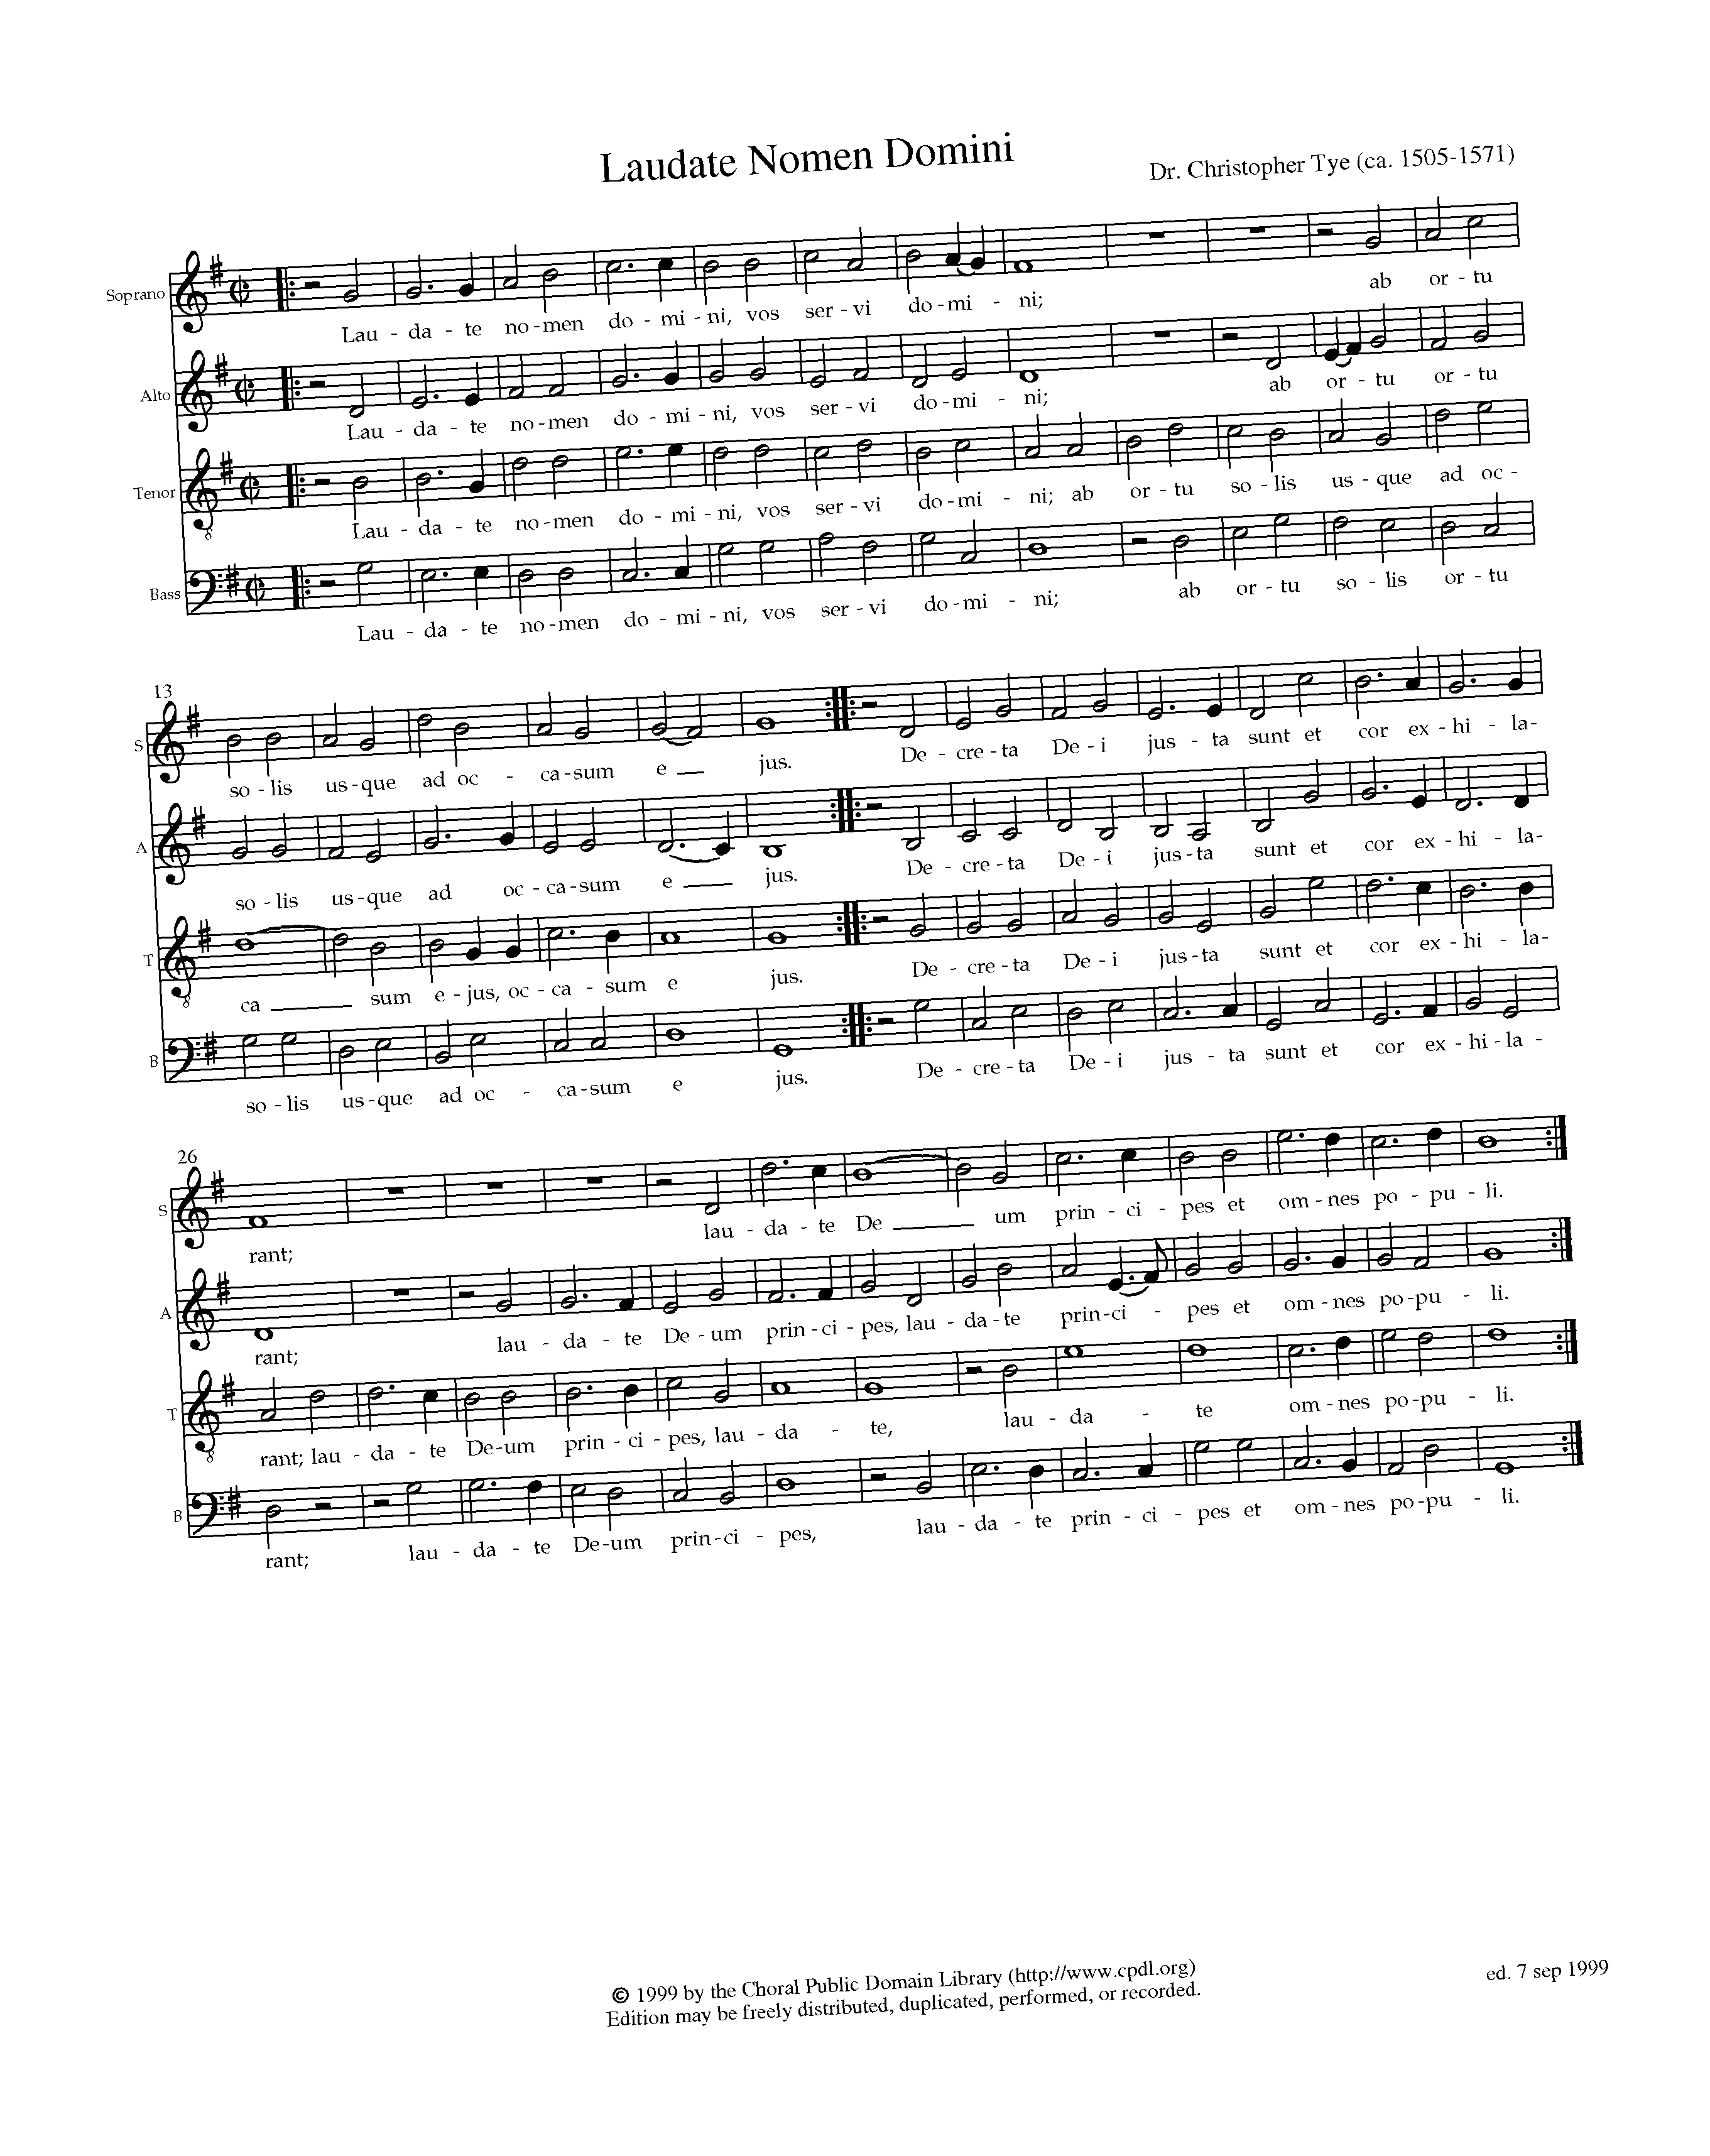 Laudate Nomen Domini
Dr. Christopher Tye (ca. 1505-1571)
Soprano
Lau - da - te no - men do - mi - ni, vos ser - vi do - mi - ni; ab or - tu
Alto
Lau - da - te no - men do - mi - ni, vos ser - vi do - mi - ni; ab or - tu or - tu
Tenor
8
Lau - da - te no - men do - mi - ni, vos ser - vi do - mi - ni; ab or - tu so - lis us - que ad oc -
Bass
Lau - da - te no - men do - mi - ni, vos ser - vi do - mi - ni; ab or - tu so - lis or - tu
13
S
so - lis us - que ad oc - ca - sum e jus. De - cre - ta De - i jus - ta sunt et cor ex - hi - la-
A
so - lis us - que ad oc - ca - sum e jus. De - cre - ta De - i jus - ta sunt et cor ex - hi - la-
T
8
ca sum e - jus, oc - ca - sum e jus. De - cre - ta De - i jus - ta sunt et cor ex - hi - la-
B
so - lis us - que ad oc - ca - sum e jus. De - cre - ta De - i jus - ta sunt et cor ex - hi - la -
26
S
rant; lau - da - te De um prin - ci - pes et om - nes po - pu - li.
A
rant; lau - da - te De - um prin - ci - pes, lau - da - te prin - ci - pes et om - nes po - pu - li.
T
8
rant; lau - da - te De - um prin - ci - pes, lau - da - te, lau - da - te om - nes po - pu - li.
B
rant; lau - da - te De - um prin - ci - pes, lau - da - te prin - ci - pes et om - nes po - pu - li.
© 1999 by the Choral Public Domain Library (http://www.cpdl.org)
ed. 7 sep 1999
Edition may be freely distributed, duplicated, performed, or recorded.